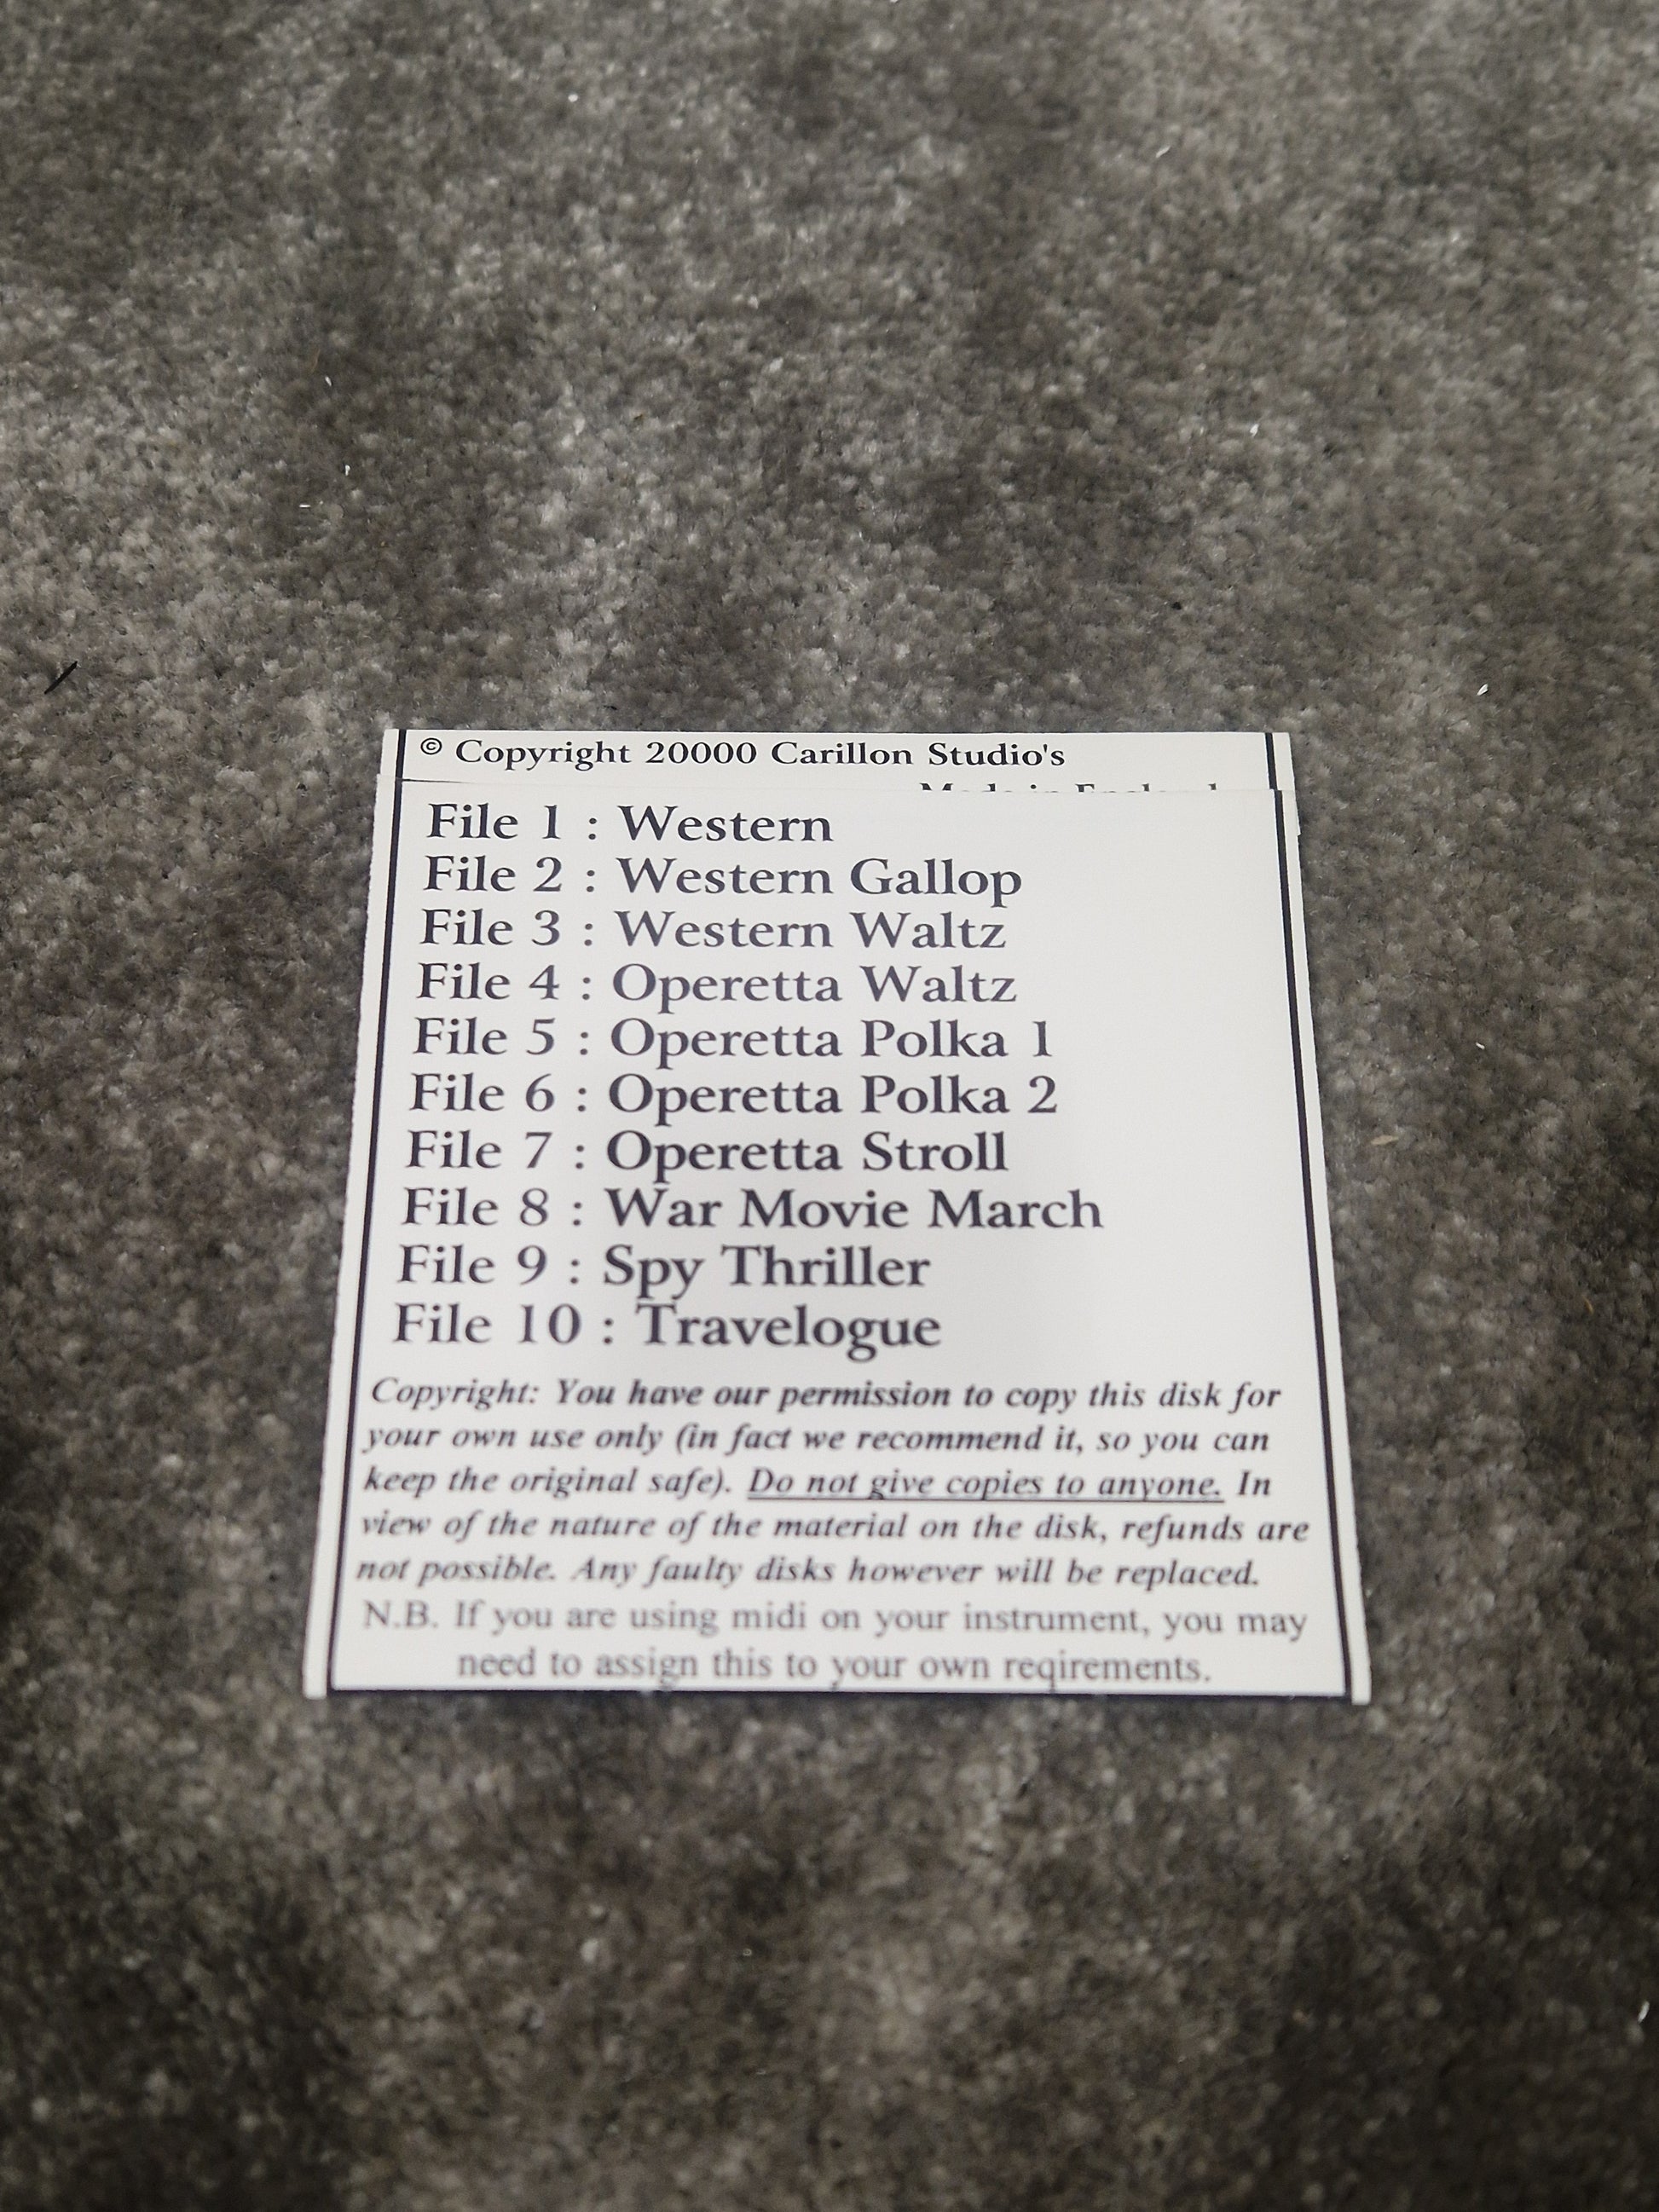 © Copyright 20000 Carillon Studio's
Made in England
File 1 : Western
File 2 : Western Gallop
File 3 : Western Waltz
File 4 : Operetta Waltz
File 5 : Operetta Polka 1
File 6 : Operetta Polka 2
File 7 : Operetta Stroll
File 8 : War Movie March
File 9 : Spy Thriller
File 10 : Travelogue
Copyright: You have our permission to copy this disk for
your own use only (in fact we recommend it, so you can
keep the original safe). Do not give copies to anyone. In
view of the nature of the material on the disk, refunds are
not possible. Any faulty disks however will be replaced.
N.B. If you are using midi on your instrument, you may
need to assign this to your own reqirements.